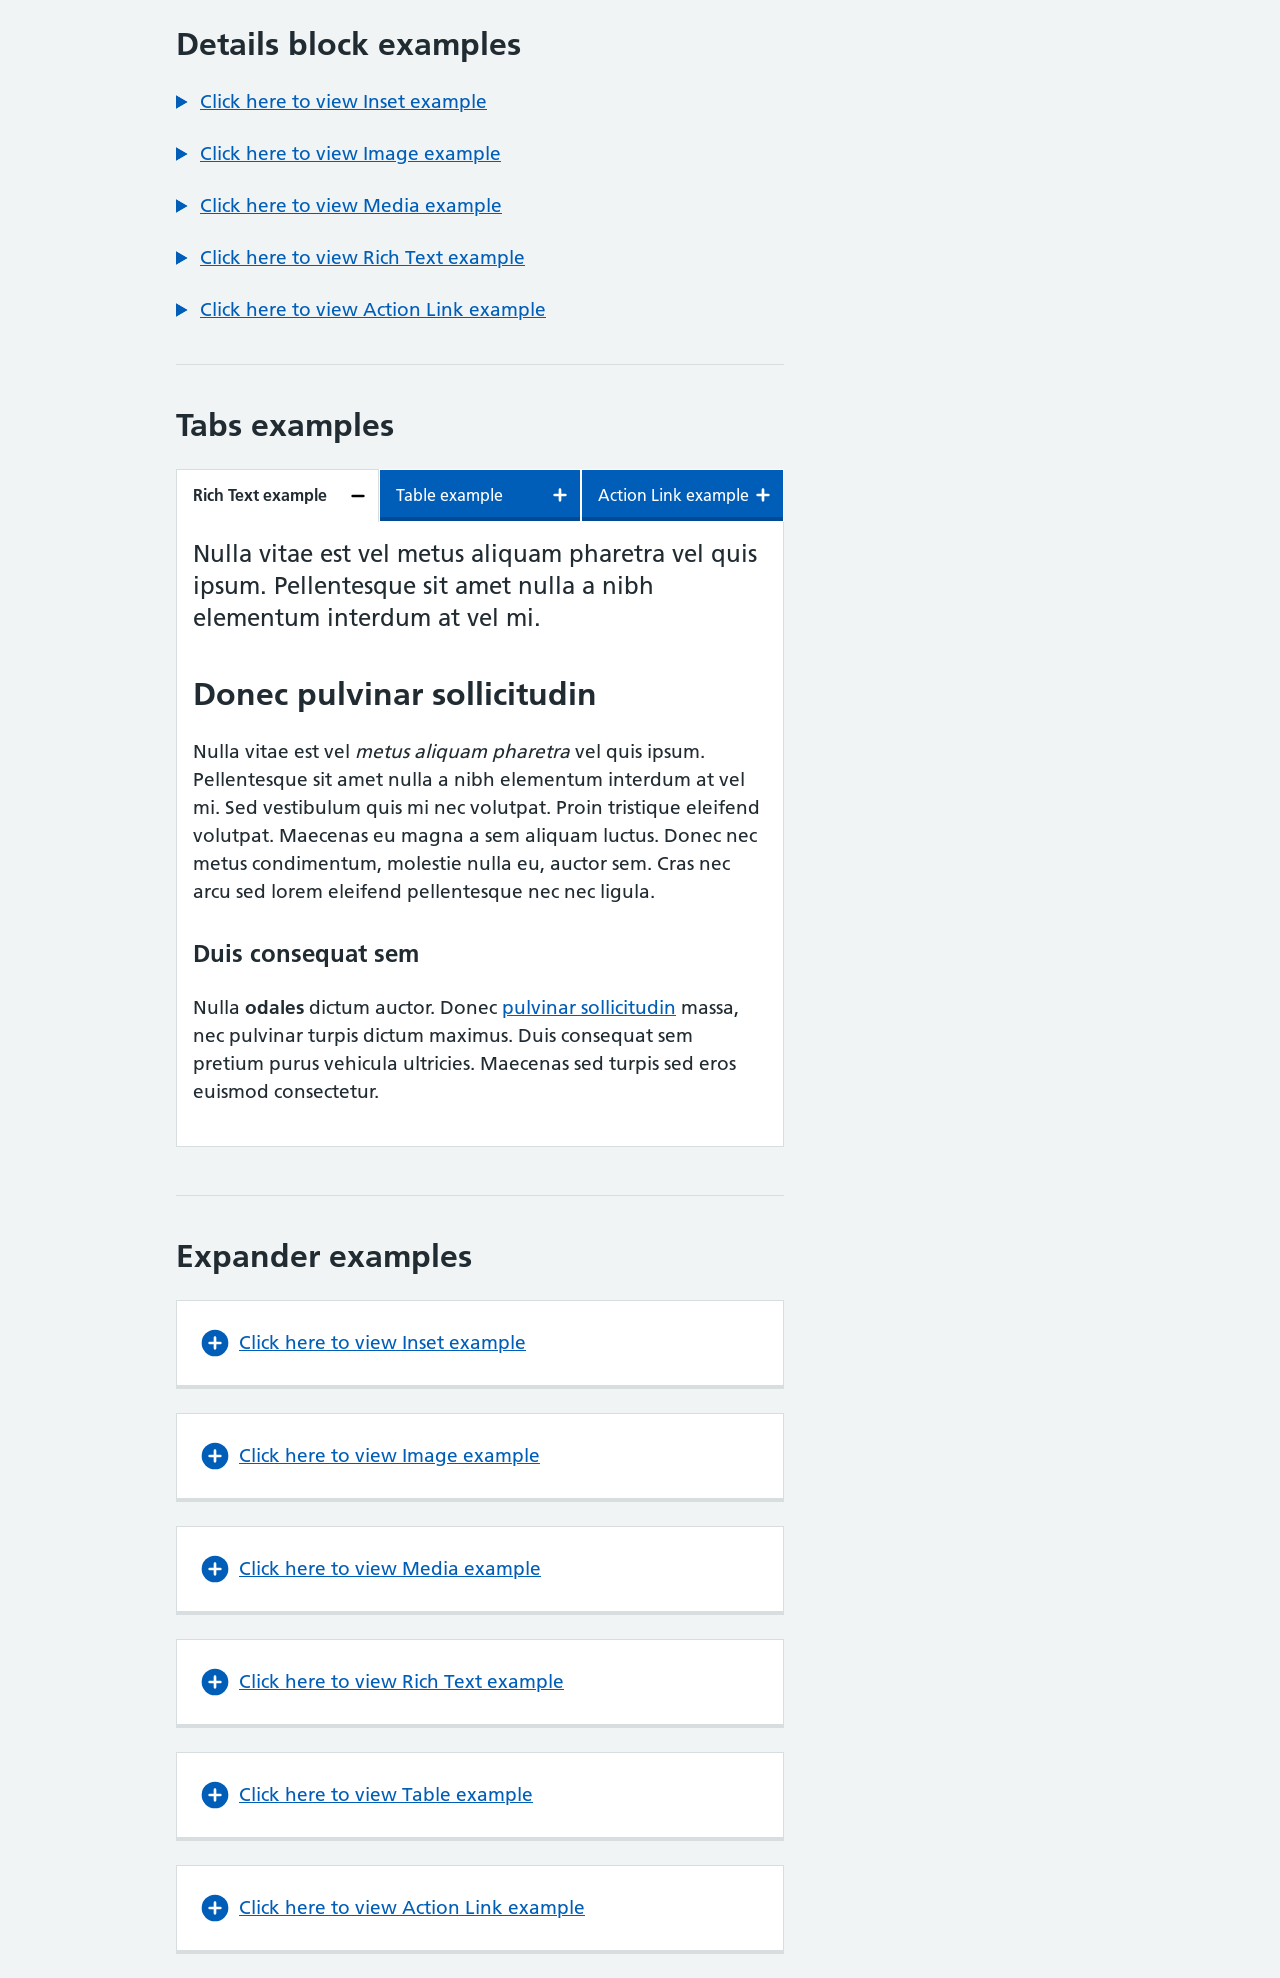 Details block examples
Click here to view Inset example
Click here to view Image example
Click here to view Media example
Click here to view Rich Text example
Click here to view Action Link example
Tabs examples
Rich Text example
Table example
Action Link example
Nulla vitae est vel metus aliquam pharetra vel quis
ipsum. Pellentesque sit amet nulla a nibh
elementum interdum at vel mi.
Donec pulvinar sollicitudin
Nulla vitae est vel metus aliquam pharetra vel quis ipsum.
Pellentesque sit amet nulla a nibh elementum interdum at vel
mi. Sed vestibulum quis mi nec volutpat. Proin tristique eleifend
volutpat. Maecenas eu magna a sem aliquam luctus. Donec nec
metus condimentum, molestie nulla eu, auctor sem. Cras nec
arcu sed lorem eleifend pellentesque nec nec ligula.
Duis consequat sem
Nulla odales dictum auctor. Donec pulvinar sollicitudin massa,
nec pulvinar turpis dictum maximus. Duis consequat sem
pretium purus vehicula ultricies. Maecenas sed turpis sed eros
euismod consectetur.
Expander examples
Click here to view Inset example
Click here to view Image example
Click here to view Media example
Click here to view Rich Text example
Click here to view Table example
Click here to view Action Link example